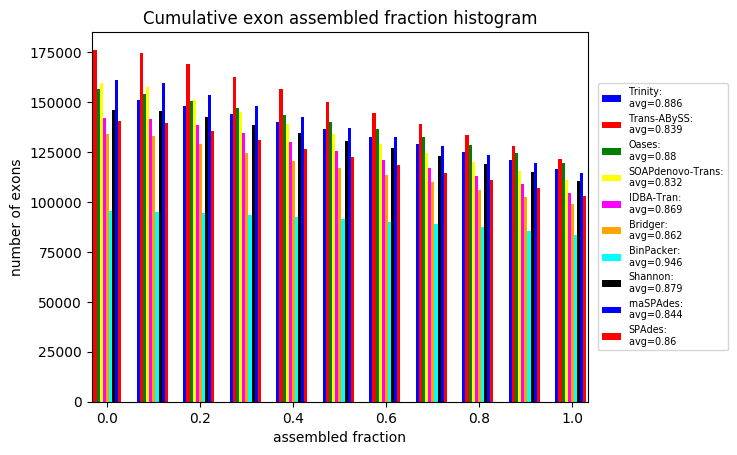 Cumulative exon assembled fraction histogram
number of exons
175000
150000
125000
100000
75000
50000
25000
0
0.0 0.2 0.4 0.6 0.8 1.0
assembled fraction
Trinity:
avg=0.886
Trans-ABySS:
avg=0.839
Oases:
avg=0.88
SOAPdenovo-Trans:
avg=0.832
IDBA-Tran:
avg=0.869
Bridger:
avg=0.862
BinPacker:
avg=0.946
Shannon:
avg=0.879
rnaSPAdes:
avg=0.844
SPAdes:
avg=0.86